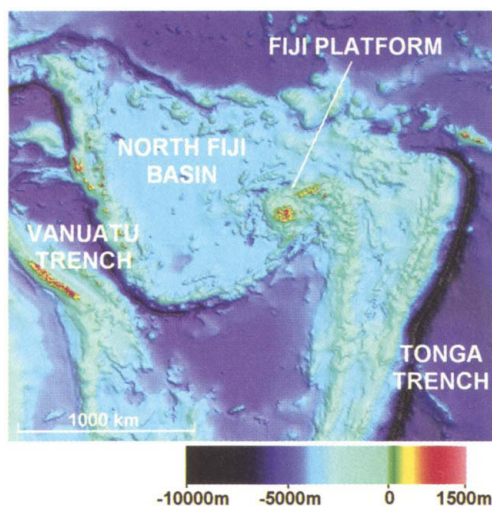 FIJI PLATFORM
NORTH FIJI
BASIN
VANUATU
TRENCH
TONGA
TRENCH
1000 km
-10000m -5000m 0 1500m